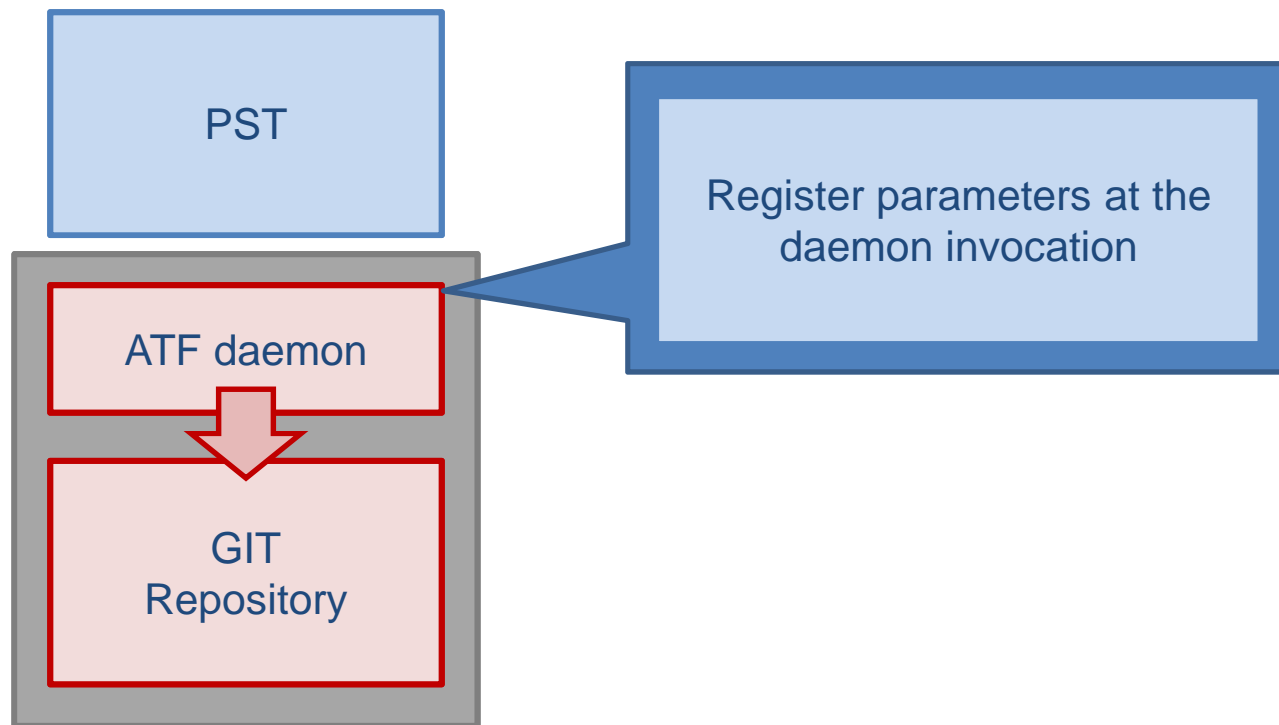 PST
Register parameters at the
daemon invocation
ATF daemon
GIT
Repository